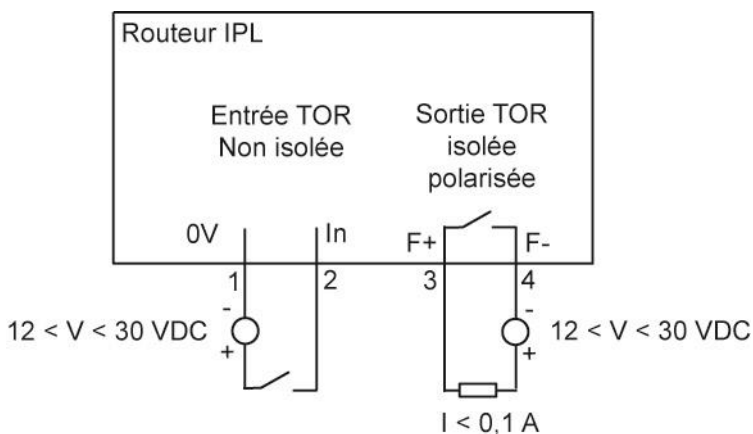 Routeur IPL
Entrée TOR
Non isolée
Sortie TOR
isolée
polarisée
0V
In
F+
F-
1
2
3
4
-
+
12 < V < 30 VDC
-
+
12 < V < 30 VDC
I < 0,1 A